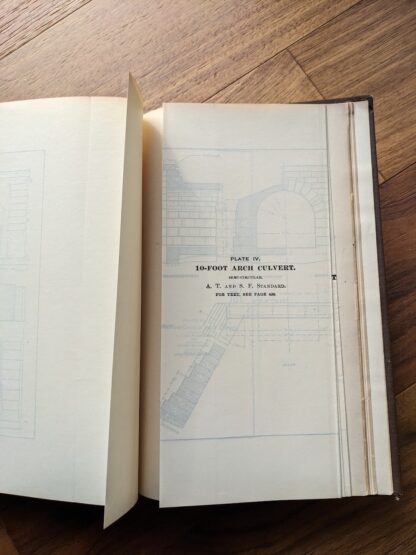 PLATE IV.
10-FOOT ARCH CULVERT.
SEMI-CIRCULAR.
A. T. AND S. F. STANDARD.
FOR TEXT, SEE PAGE
T.